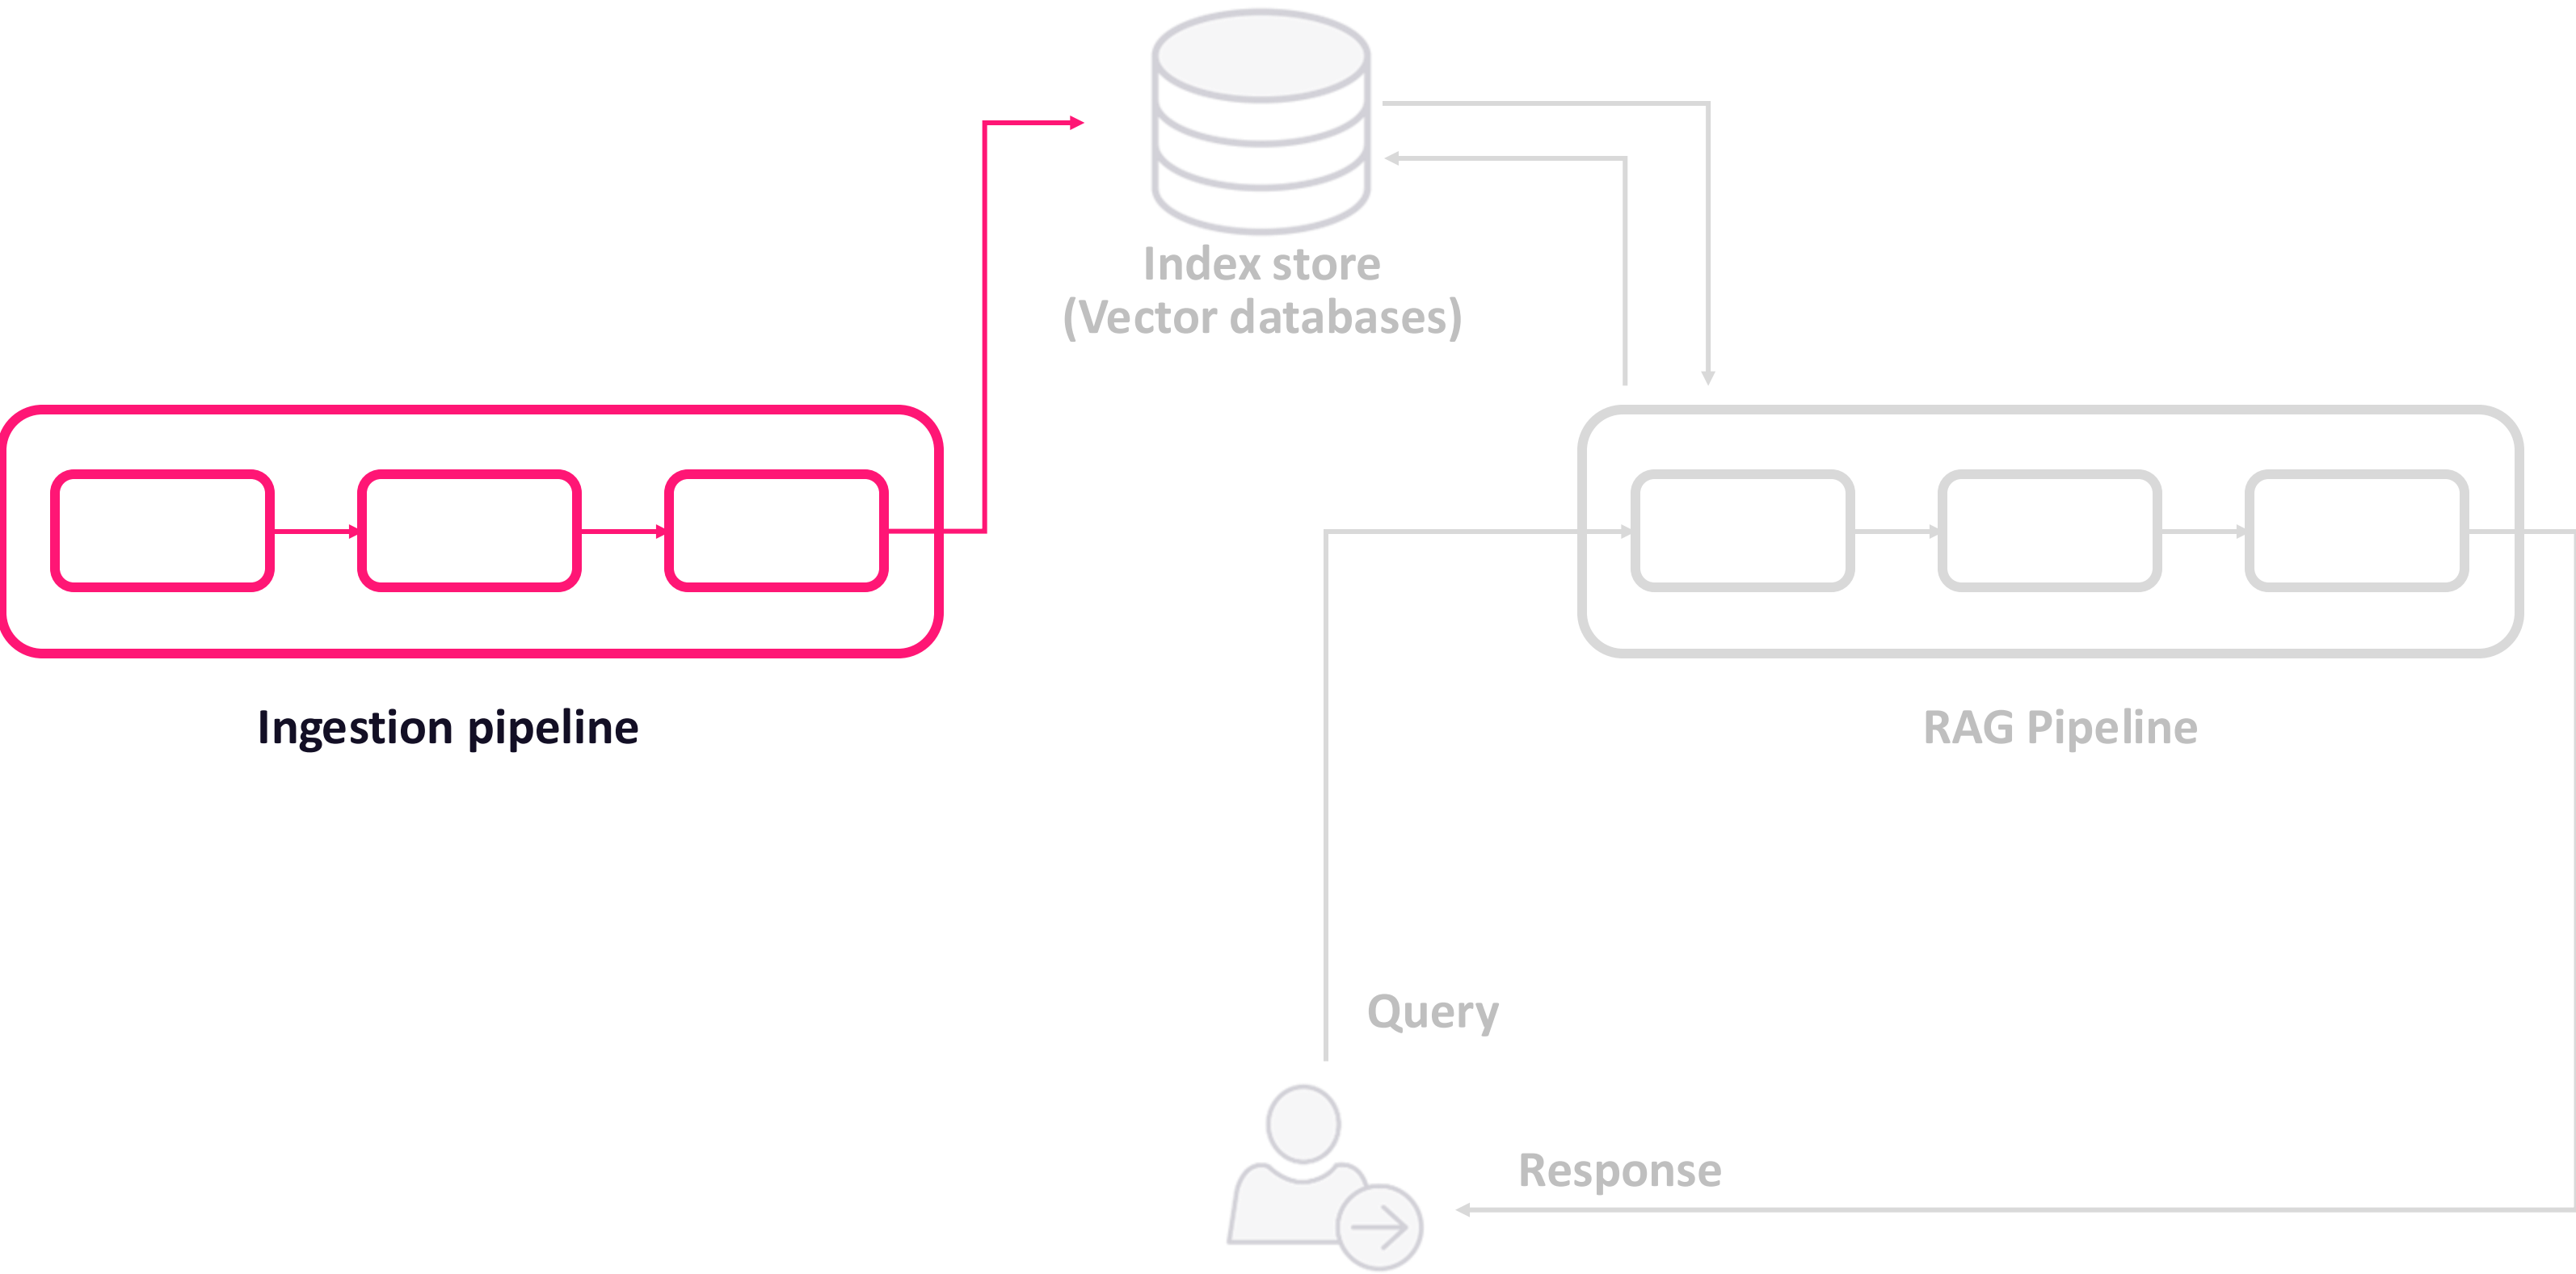 Index store
(Vector databases)
Ingestion pipeline
RAG Pipeline
Query
Response